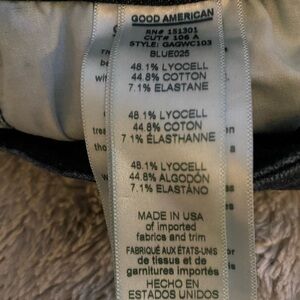 GOOD AMERICAN
RN# 151301
CUT# 106 A
STYLE: GAGWC103
BLUE025
48.1% LYOCELL
44.8% COTTON
7.1% ELASTANE
48.1% LYOCELL
44.8% COTON
7.1% ELASTHANNE
48.1% LYOCELL
44.8% ALGODÓN
7.1% ELASTANO
MADE IN USA
of imported
fabrics and trim
FABRIQUÉ AUX ÉTATS-UNIS
de tissus et de
garnitures importés
HECHO EN
ESTADOS UNIDOS